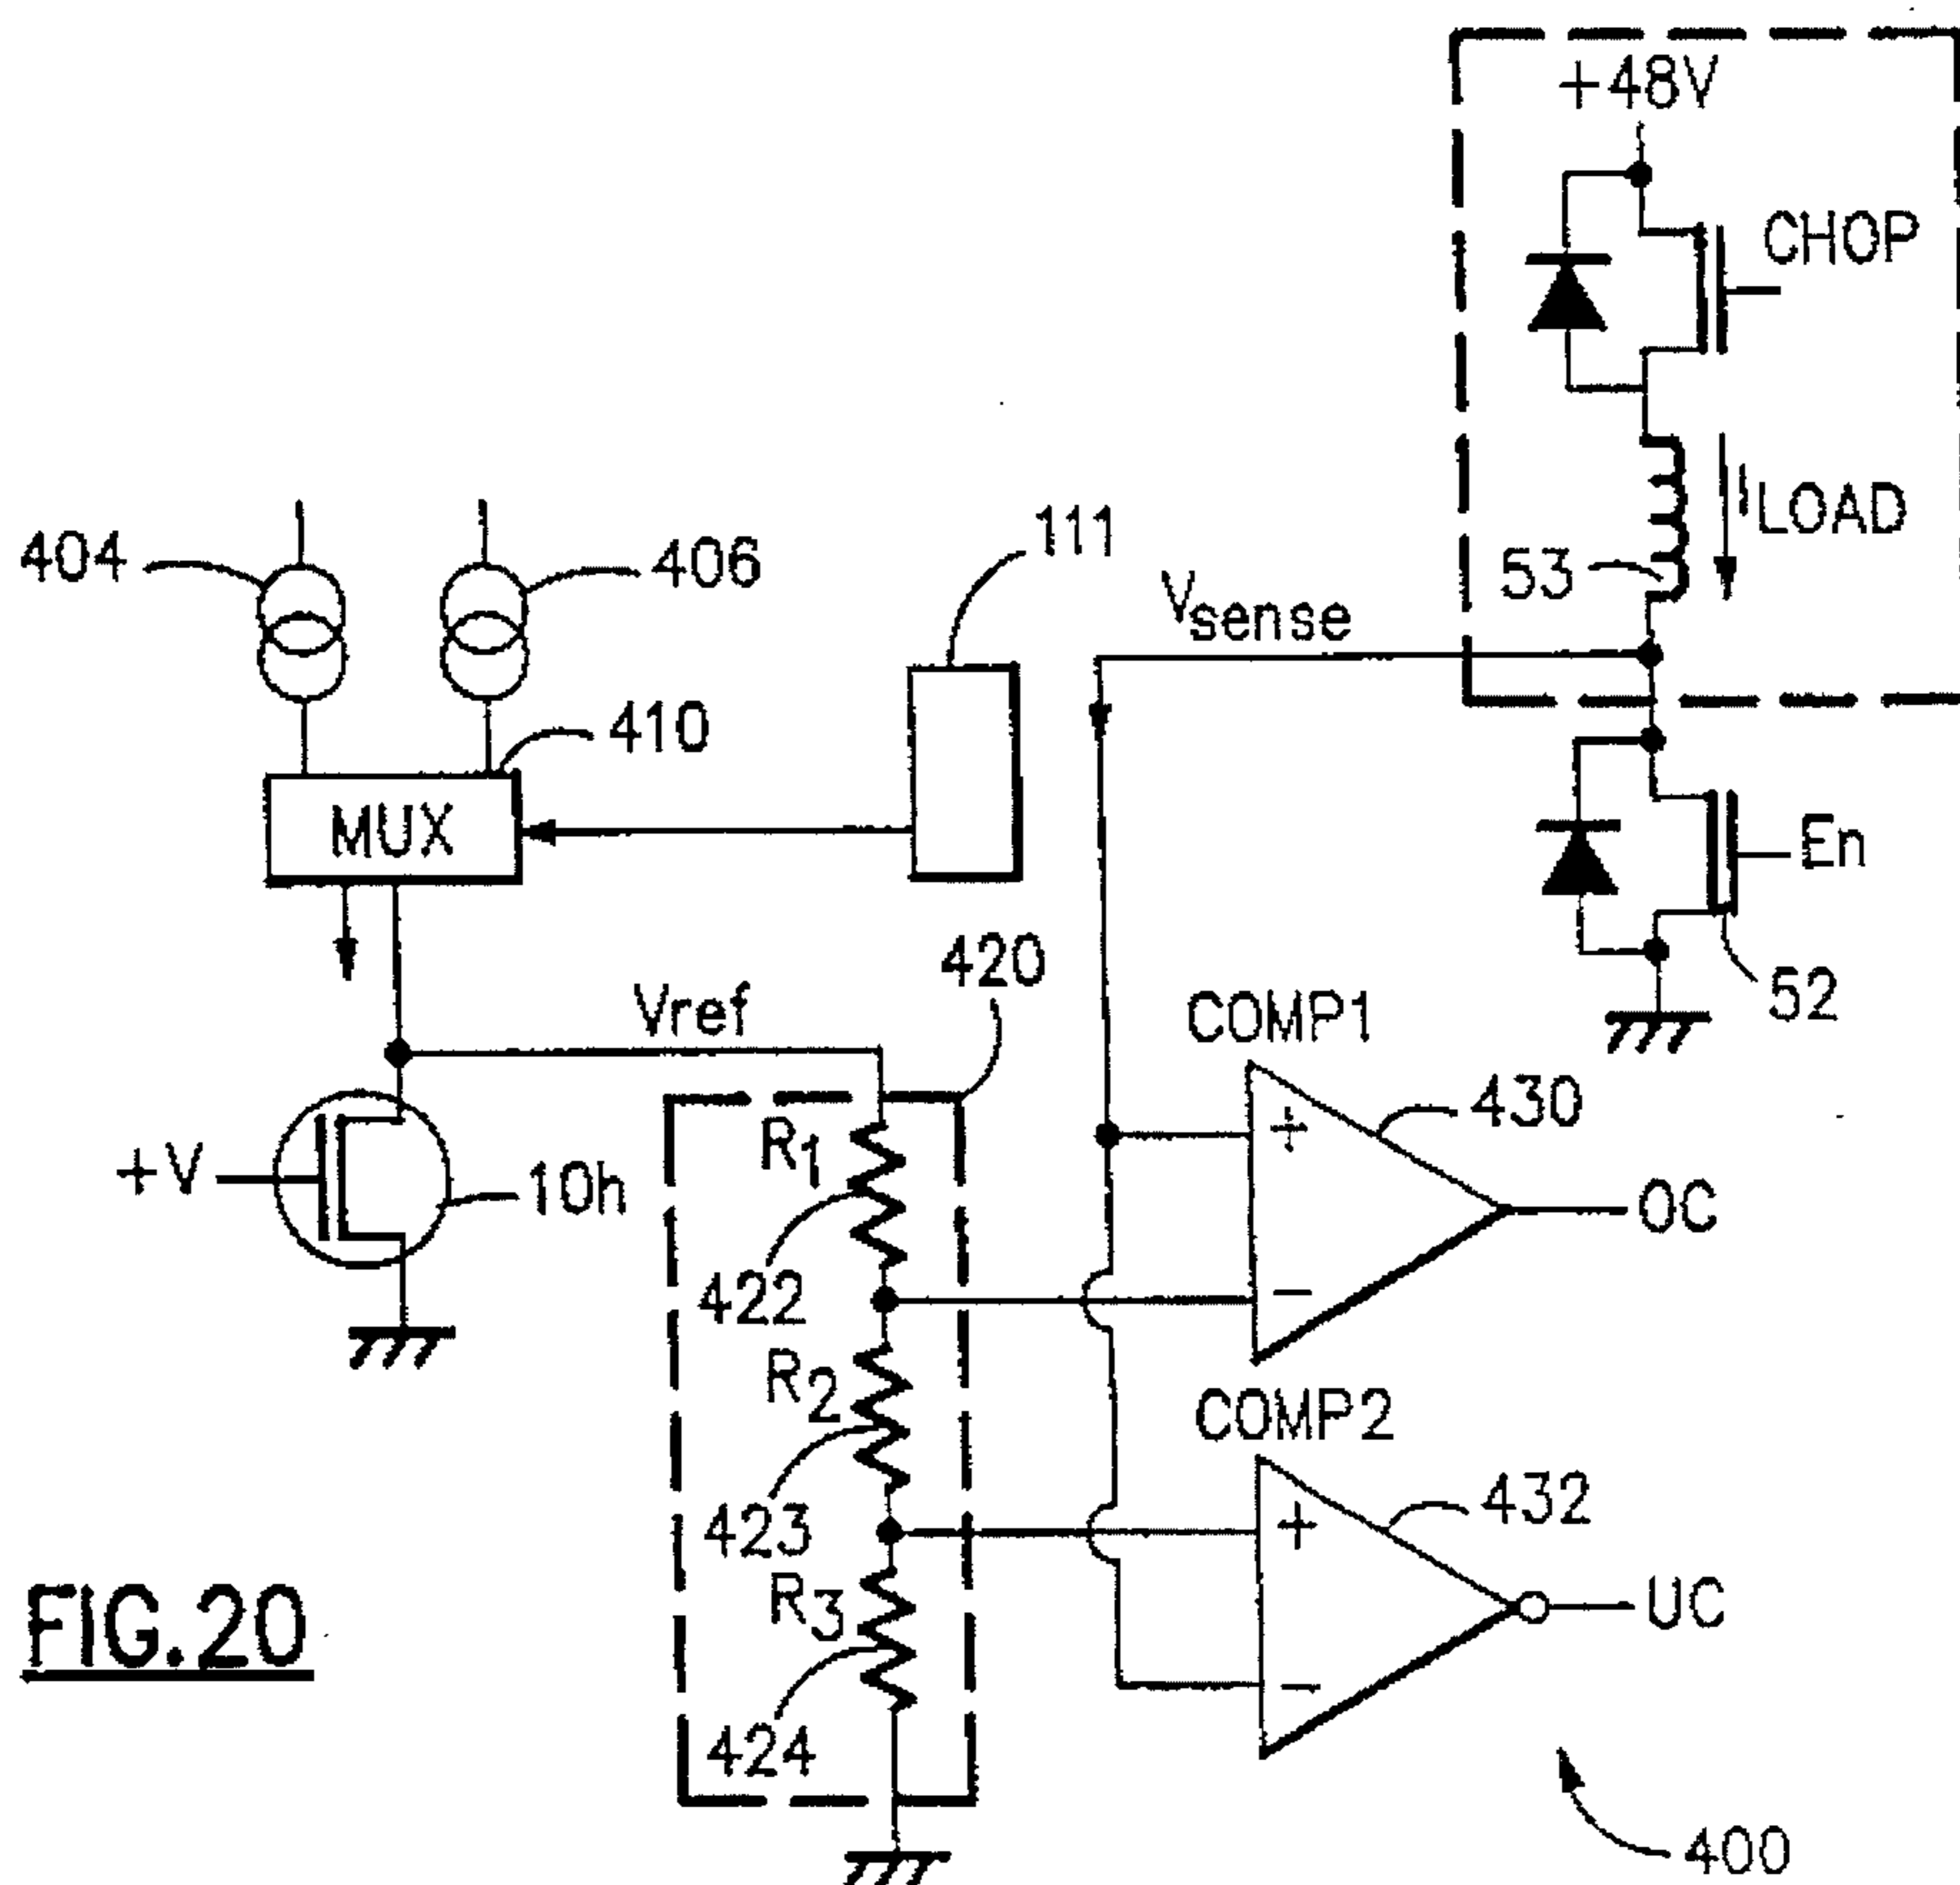 +48V
CHOP
ILOAD
53
404
406
111
Vsense
410
MUX
En
52
420
Vref
COMP1
430
+V
10h
R1
+
OC
422
−
R2
COMP2
423
432
+
R3
UC
−
424
FIG.20
400